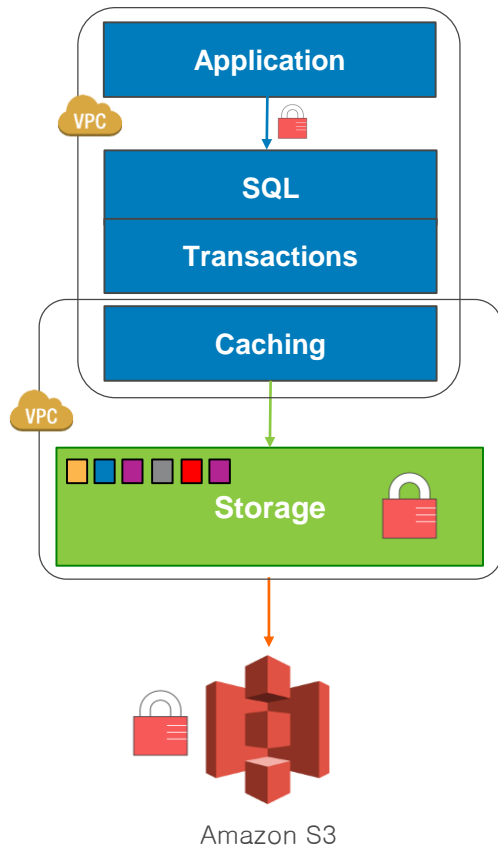 Application
VPC
SQL
Transactions
Caching
VPC
Storage
Amazon S3